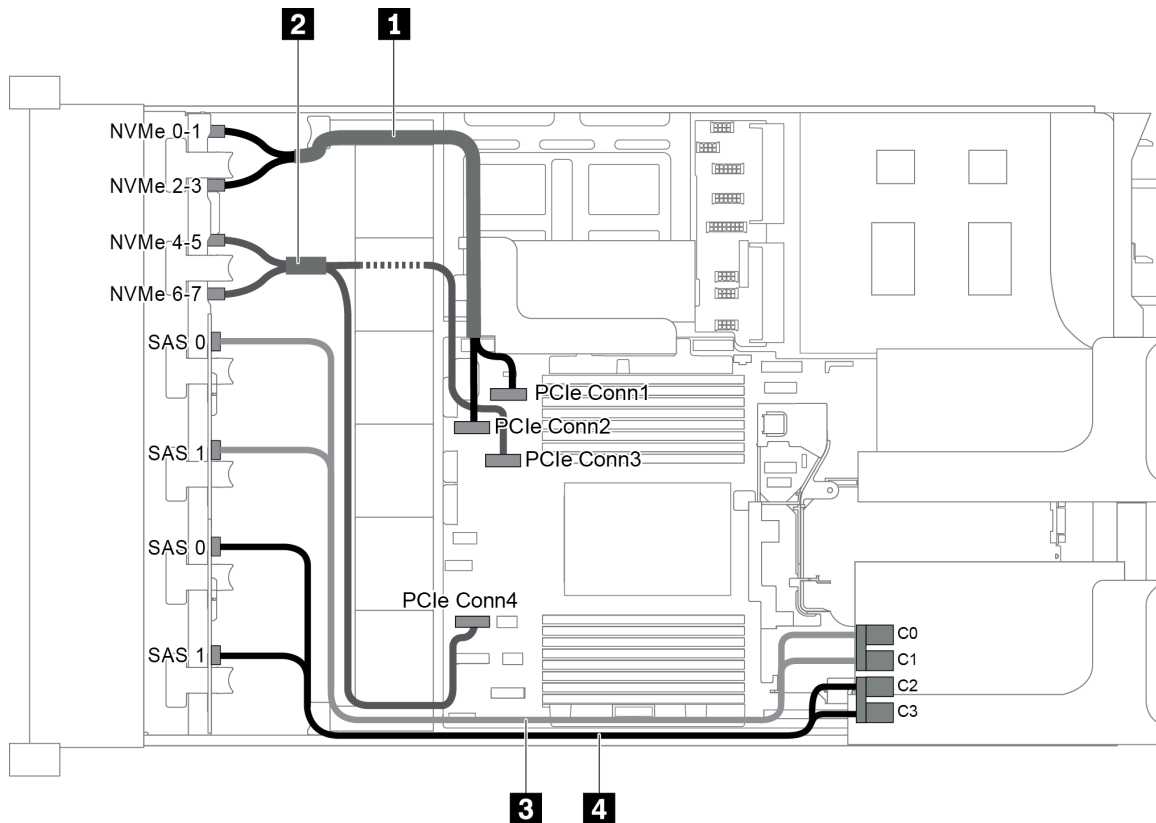 2
1
NVMe 0-1
NVMe 2-3
NVMe 4-5
NVMe 6-7
SAS 0
SAS 1
SAS 0
SAS 1
PCIe Conn1
PCIe Conn2
PCIe Conn3
PCIe Conn4
C0
C1
C2
C3
3
4